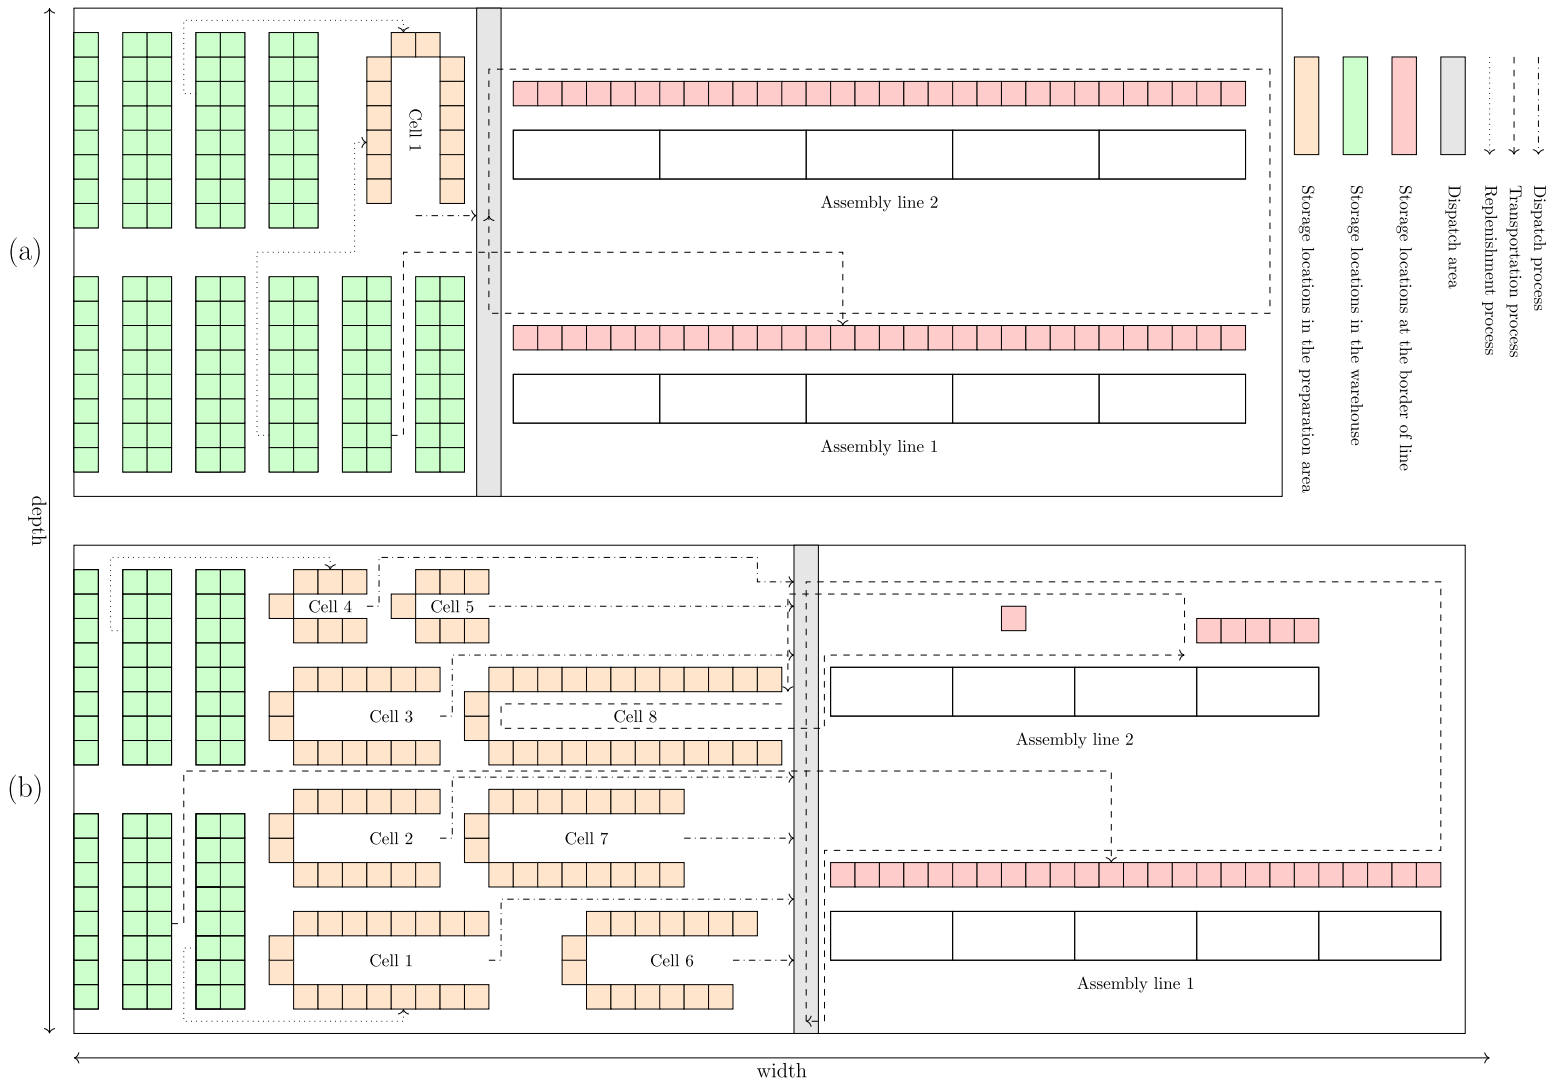 Cell 1
Assembly line 2
(a)
Assembly line 1
Storage locations in the preparation area
Storage locations in the warehouse
Storage locations at the border of line
Dispatch area
Replenishment process
Transportation process
Dispatch process
depth
Cell 4
Cell 5
Cell 3
Cell 8
Assembly line 2
(b)
Cell 2
Cell 7
Cell 1
Cell 6
Assembly line 1
width